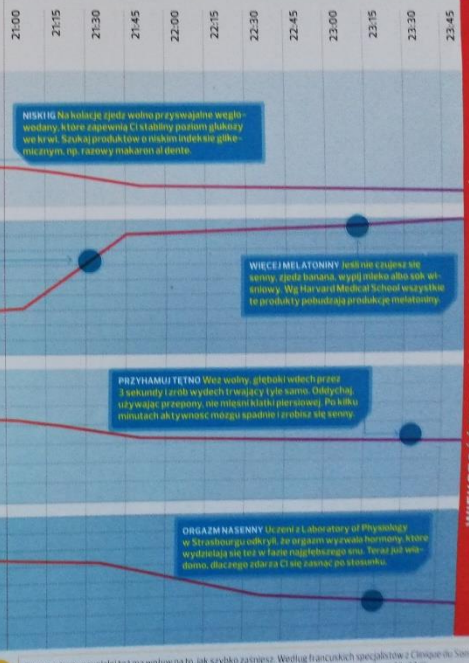 21:00
21:15
21:30
21:45
22:00
22:15
22:30
22:45
23:00
23:15
23:30
23:45
NISKI IG Na kolację zjedz wolno przyswajalne węglo-
wodany, które zapewnią Ci stabilny poziom glukozy
we krwi. Szukaj produktów o niskim indeksie glike-
micznym, np. razowy makaron al dente.
WIĘCEJ MELATONINY Jeśli nie czujesz się
senny, zjedz banana, wypij mleko albo sok wi-
śniowy. Wg Harvard Medical School wszystkie
te produkty pobudzają produkcję melatoniny.
PRZYHAMUJ TĘTNO Weź wolny, głęboki wdech przez
3 sekundy i zrób wydech trwający tyle samo. Oddychaj,
używając przepony, nie mięśni klatki piersiowej. Po kilku
minutach aktywność mózgu spadnie i zrobisz się senny.
ORGAZM NASENNY Uczeni z Laboratory of Physiology
w Strasbourgu odkryli, że orgazm wyzwala hormony, które
wydzielają się też w fazie najgłębszego snu. Teraz już wia-
domo, dlaczego zdarza Ci się zasnąć po stosunku.
na to, jak szybko zaśniesz. Według francuskich specjalistów z Clinique du